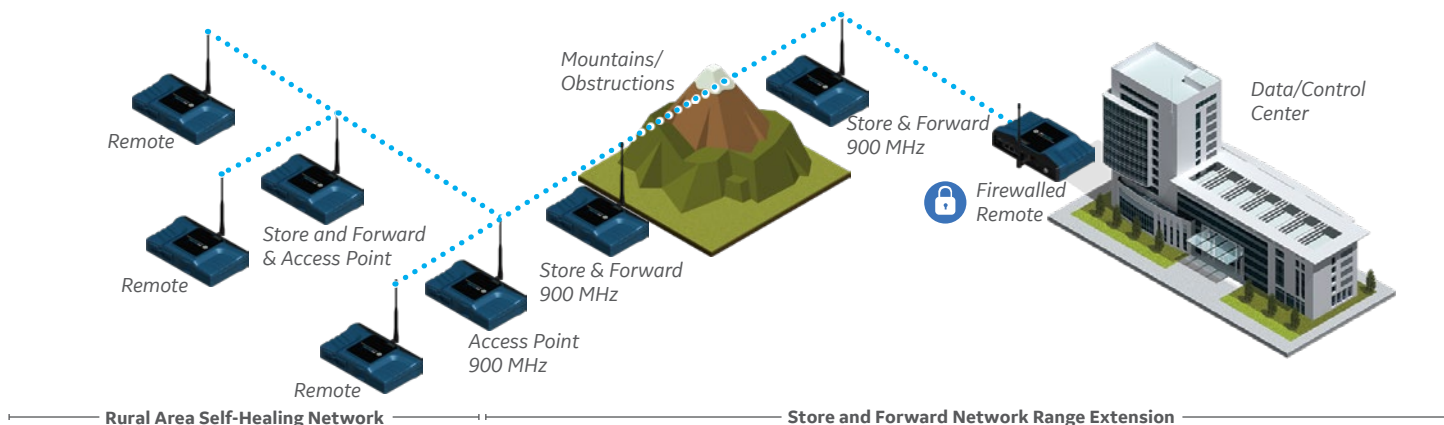 Remote
Remote
Store and Forward
& Access Point
Remote
Access Point
900 MHz
Store & Forward
900 MHz
Mountains/
Obstructions
Store & Forward
900 MHz
Firewalled
Remote
Data/Control
Center
Rural Area Self-Healing Network
Store and Forward Network Range Extension